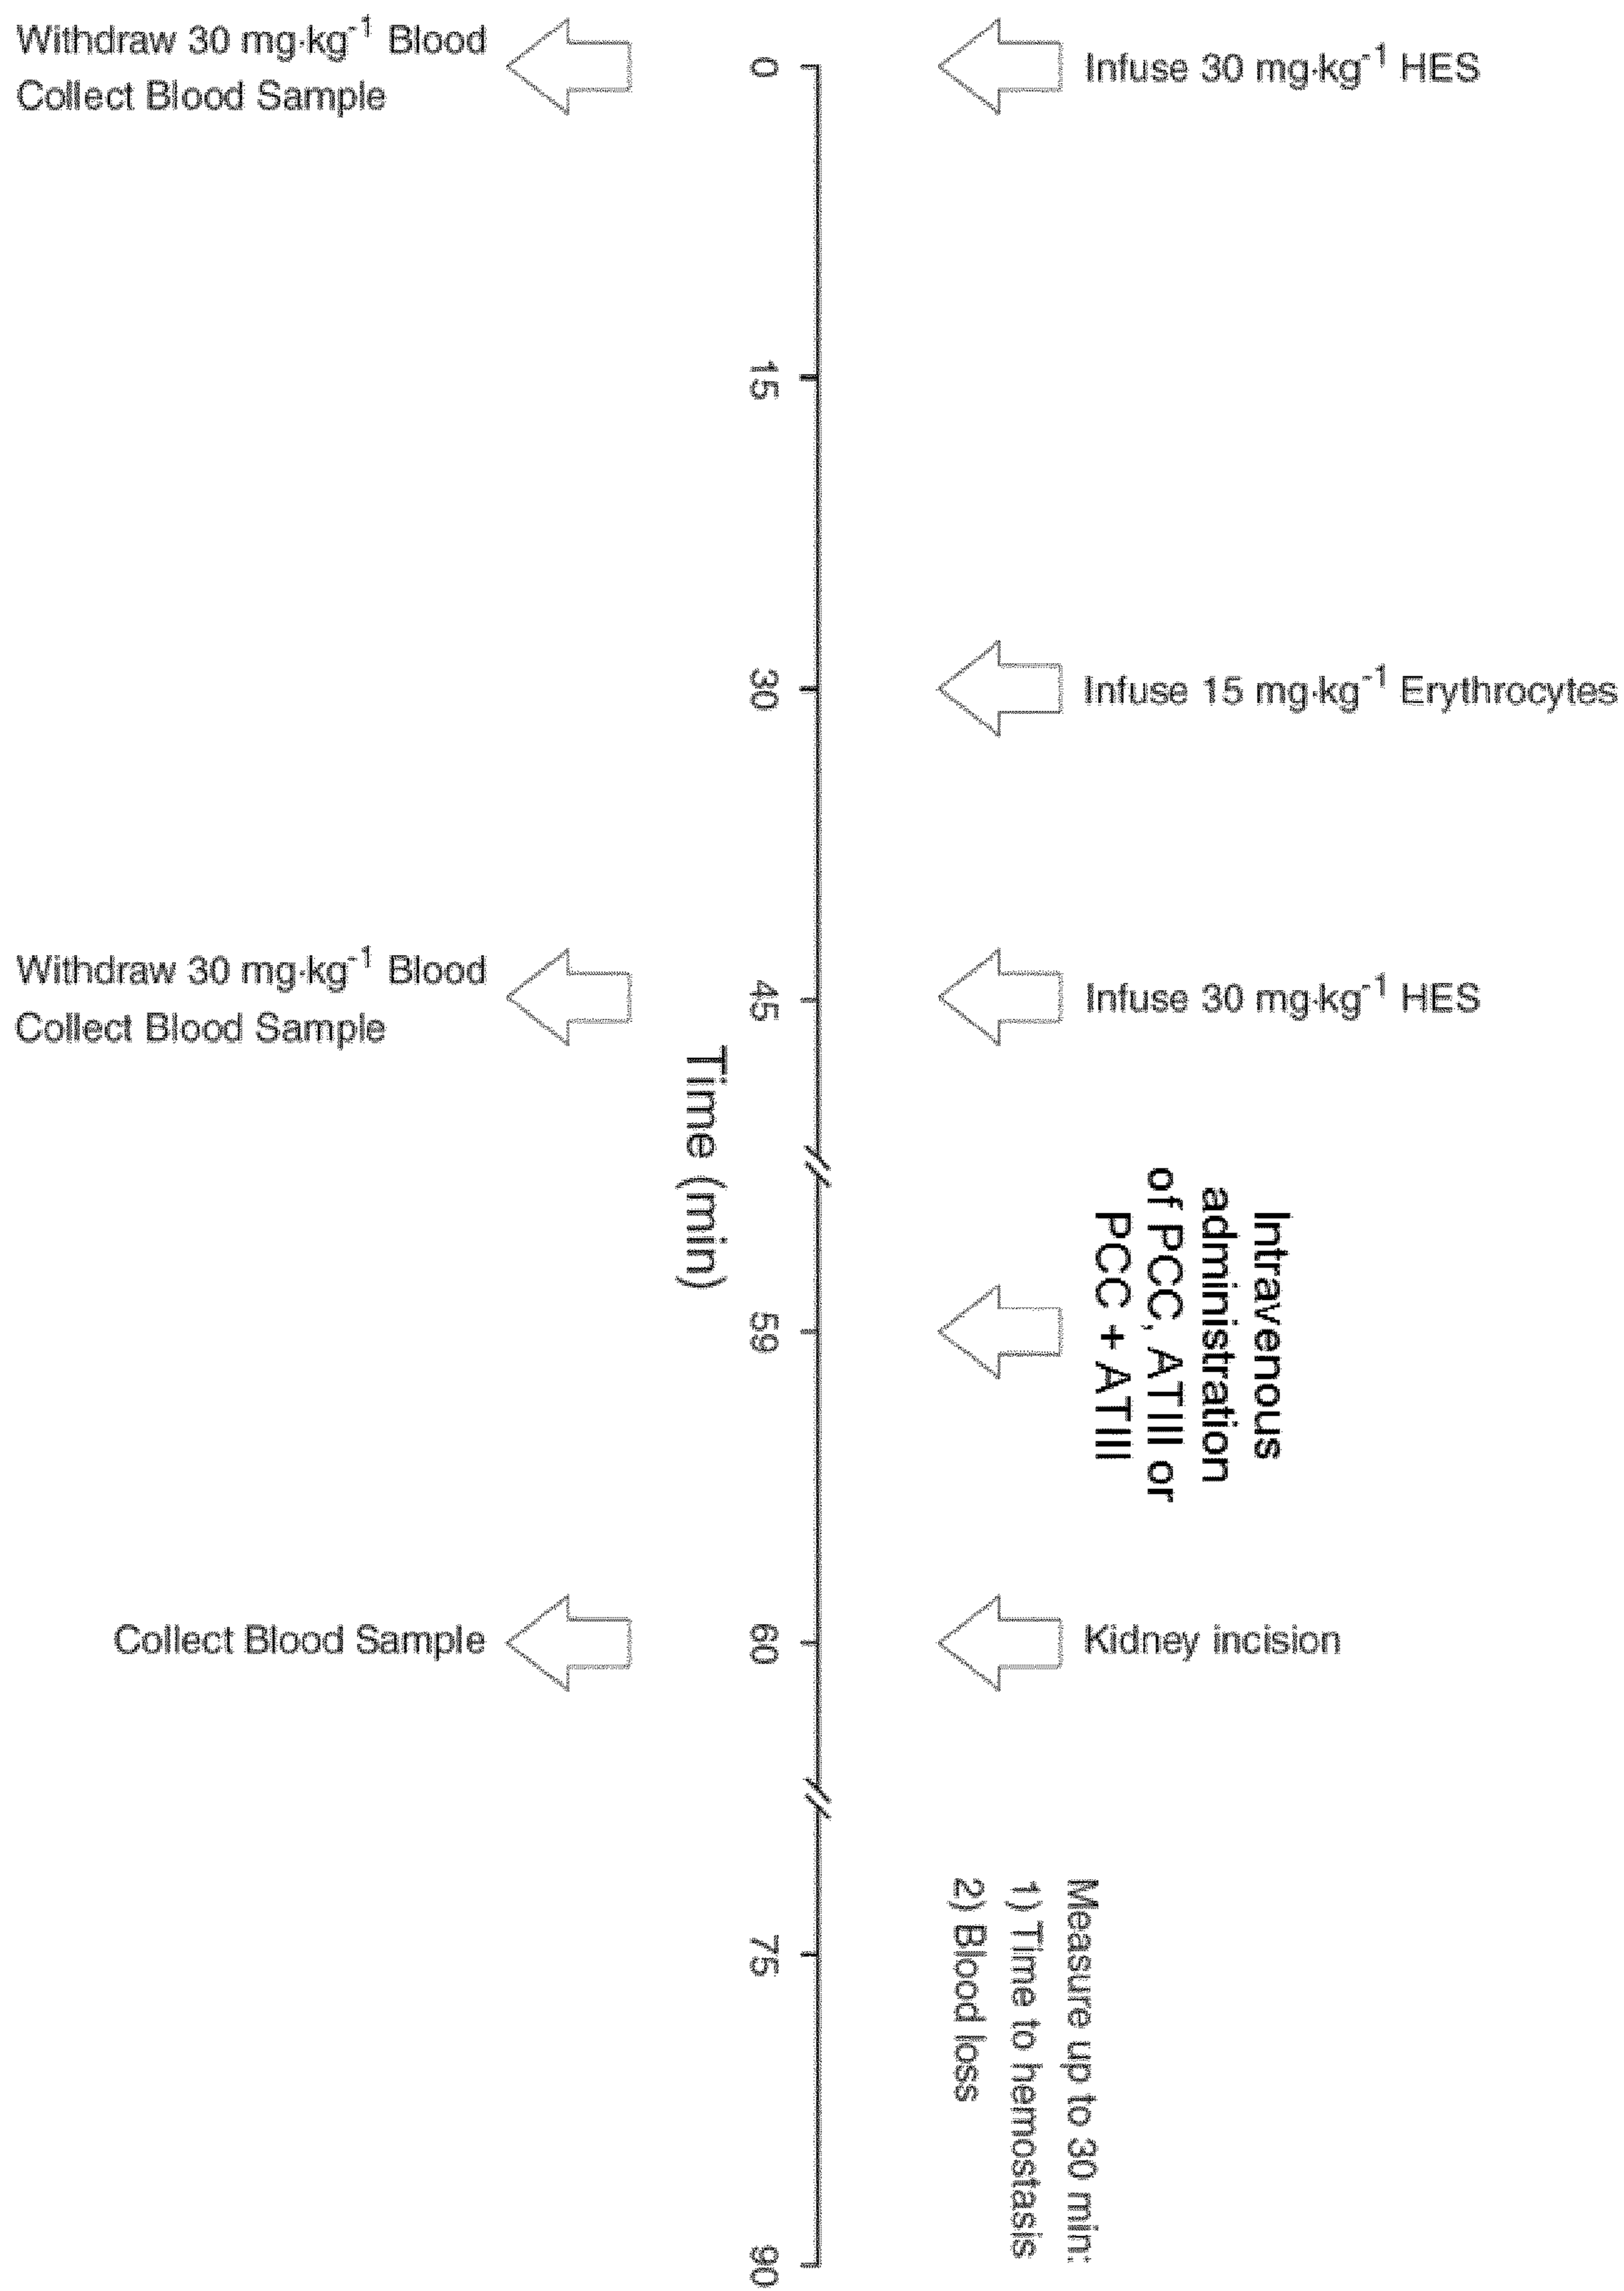 Withdraw 30 mg·kg⁻¹ Blood
Collect Blood Sample
0
Infuse 30 mg·kg⁻¹ HES
15
30
Infuse 15 mg·kg⁻¹ Erythrocytes
Withdraw 30 mg·kg⁻¹ Blood
Collect Blood Sample
45
Infuse 30 mg·kg⁻¹ HES
Time (min)
59
Intravenous
administration
of PCC, ATIII or
PCC + ATIII
Collect Blood Sample
60
Kidney incision
75
Measure up to 30 min:
1) Time to hemostasis
2) Blood loss
90